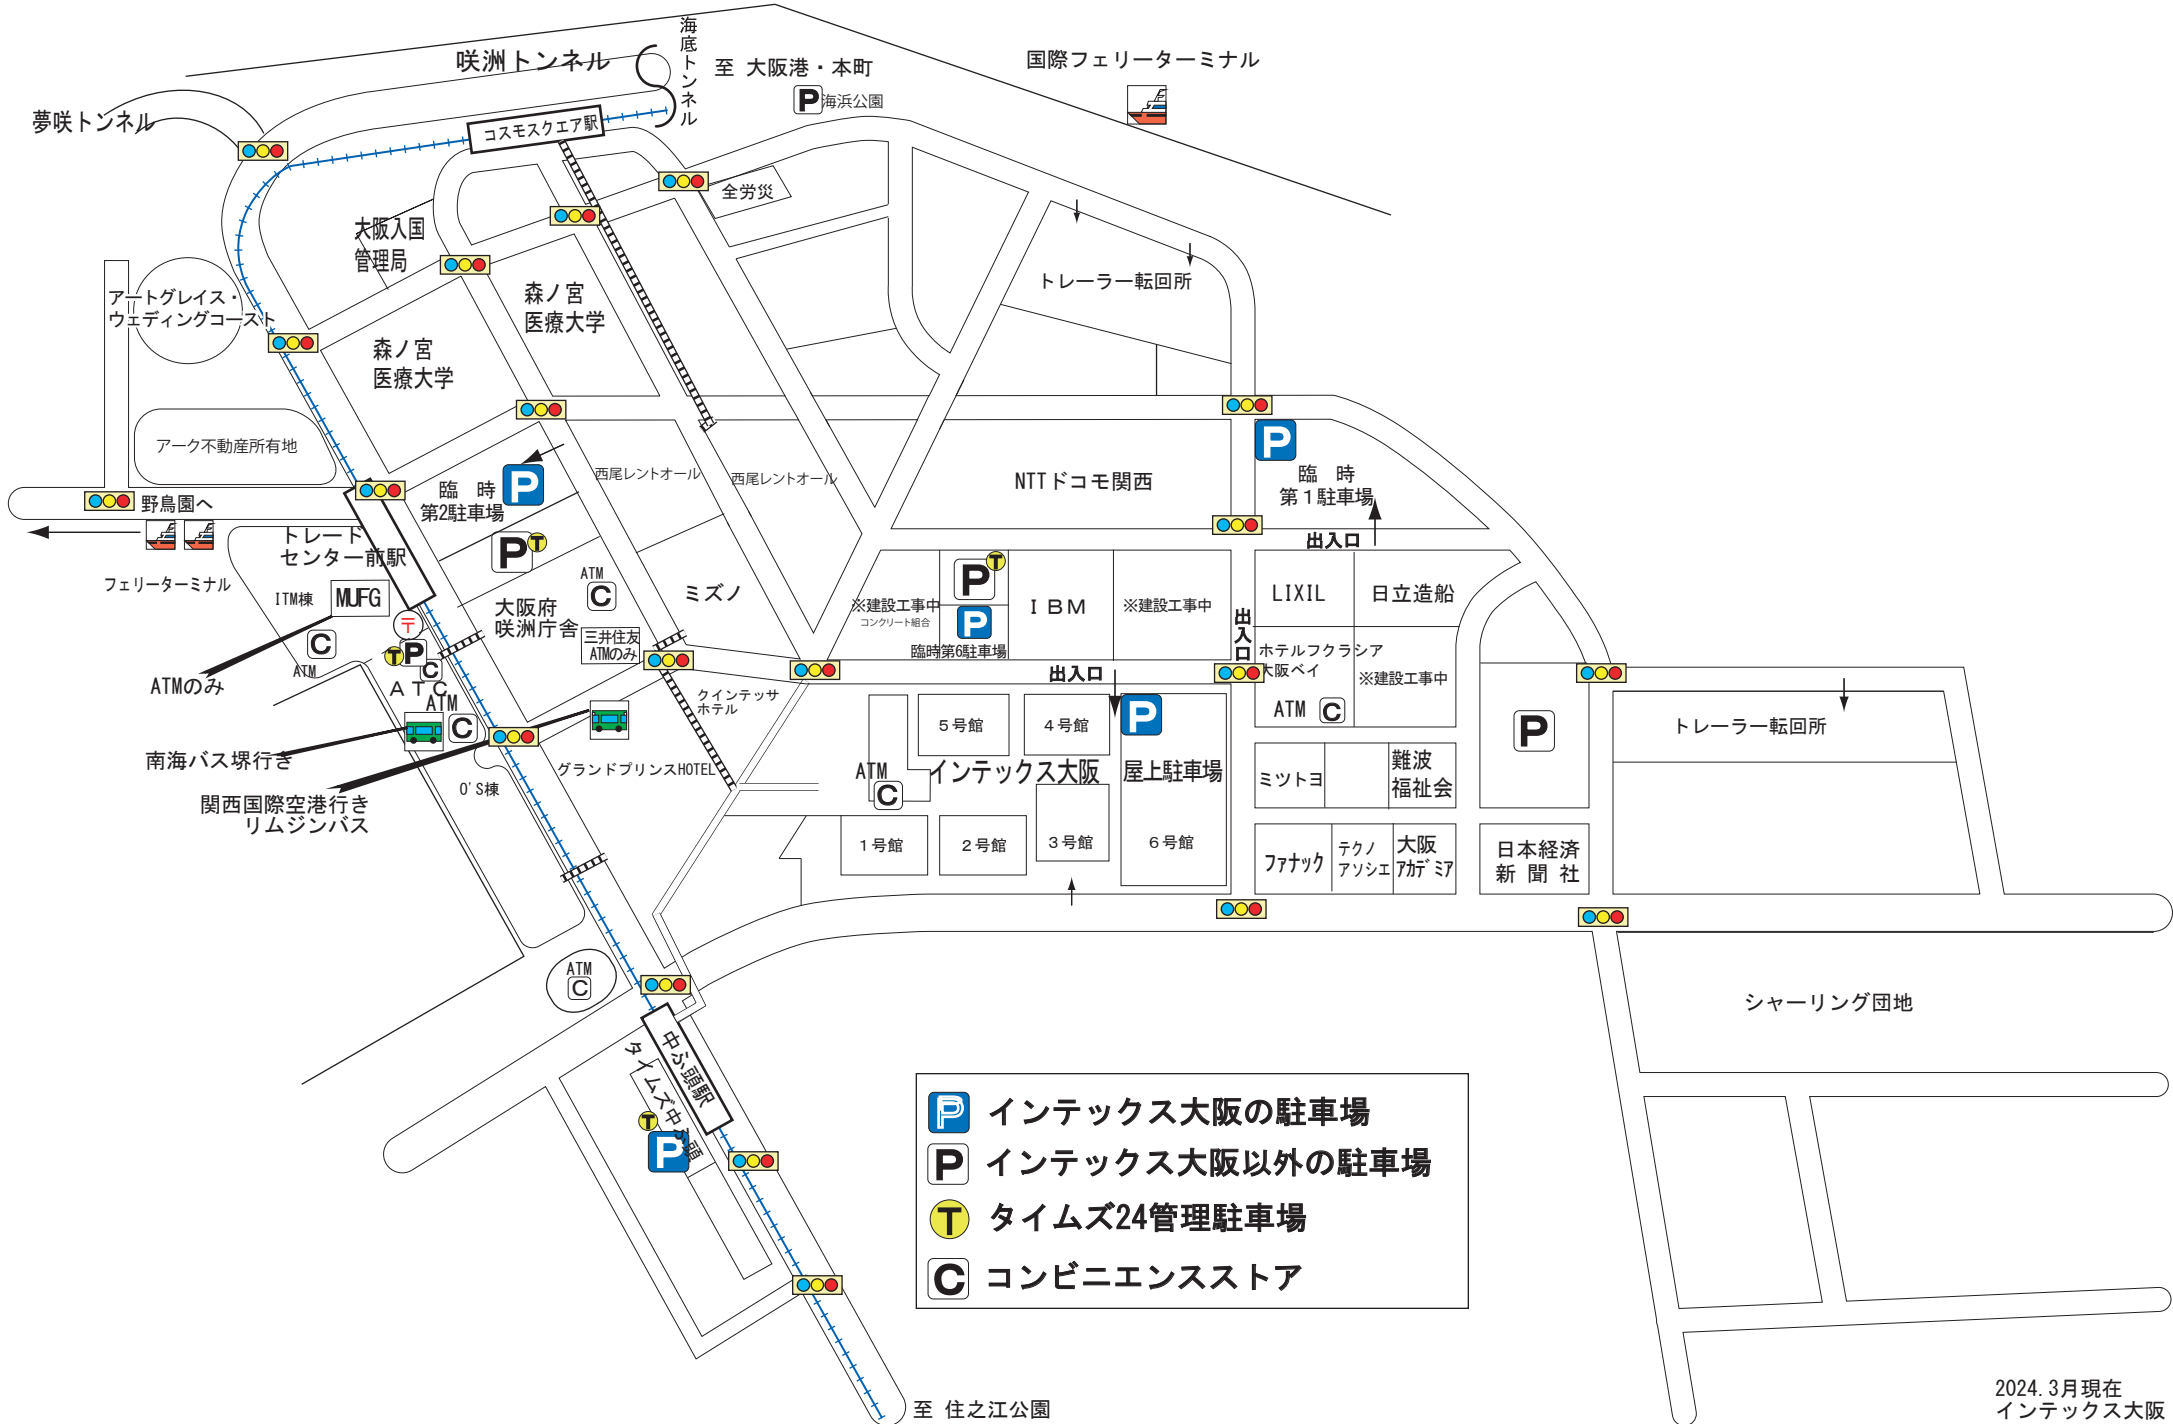 咲洲トンネル
海底トンネル
至 大阪港・本町
P 海浜公園
国際フェリーターミナル
夢咲トンネル
コスモスクエア駅
全労災
大阪入国
管理局
トレーラー転回所
アートグレイス・
ウェディングコースト
森ノ宮
医療大学
森ノ宮
医療大学
アーク不動産所有地
西尾レントオール
西尾レントオール
NTTドコモ関西
P
臨 時
第1駐車場
出入口
P
臨 時
第2駐車場
P T
野鳥園へ
フェリーターミナル
トレード
センター前駅
ITM棟
MUFG
〒
C
ATM
ATMのみ
T P
C
ATC
ATM
C
大阪府
咲洲庁舎
ATM
C
三井住友
ATMのみ
ミズノ
※建設工事中
コンクリート組合
P T
P
臨時第6駐車場
IBM
※建設工事中
出入口
LIXIL
日立造船
ホテルフクラシア
大阪ベイ
ATM C
※建設工事中
出入口
クインテッサ
ホテル
南海バス堺行き
関西国際空港行き
リムジンバス
O'S棟
グランドプリンスHOTEL
5号館
4号館
P
ATM
C
インテックス大阪
屋上駐車場
1号館
2号館
3号館
6号館
ミツトヨ
難波
福祉会
P
トレーラー転回所
ファナック
テクノ
アソシエ
大阪
アカデミア
日本経済
新聞社
ATM
C
中ふ頭駅
タイムズ中ふ頭
T
P
シャーリング団地
P インテックス大阪の駐車場
P インテックス大阪以外の駐車場
T タイムズ24管理駐車場
C コンビニエンスストア
至 住之江公園
2024.3月現在
インテックス大阪